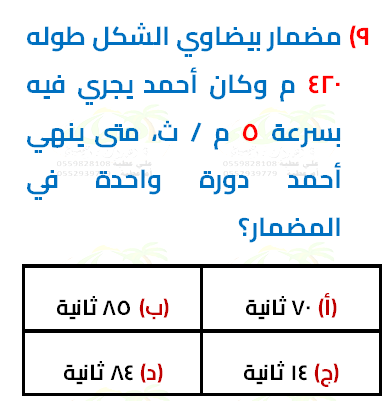 ٩) مضمار بيضاوي الشكل طوله
٤٢٠ م وكان أحمد يجري فيه
بسرعة ٥ م / ث، متى ينهي
أحمد دورة واحدة في
المضمار؟
(أ) ٧٠ ثانية
(ب) ٨٥ ثانية
(ج) ١٤ ثانية
(د) ٨٤ ثانية